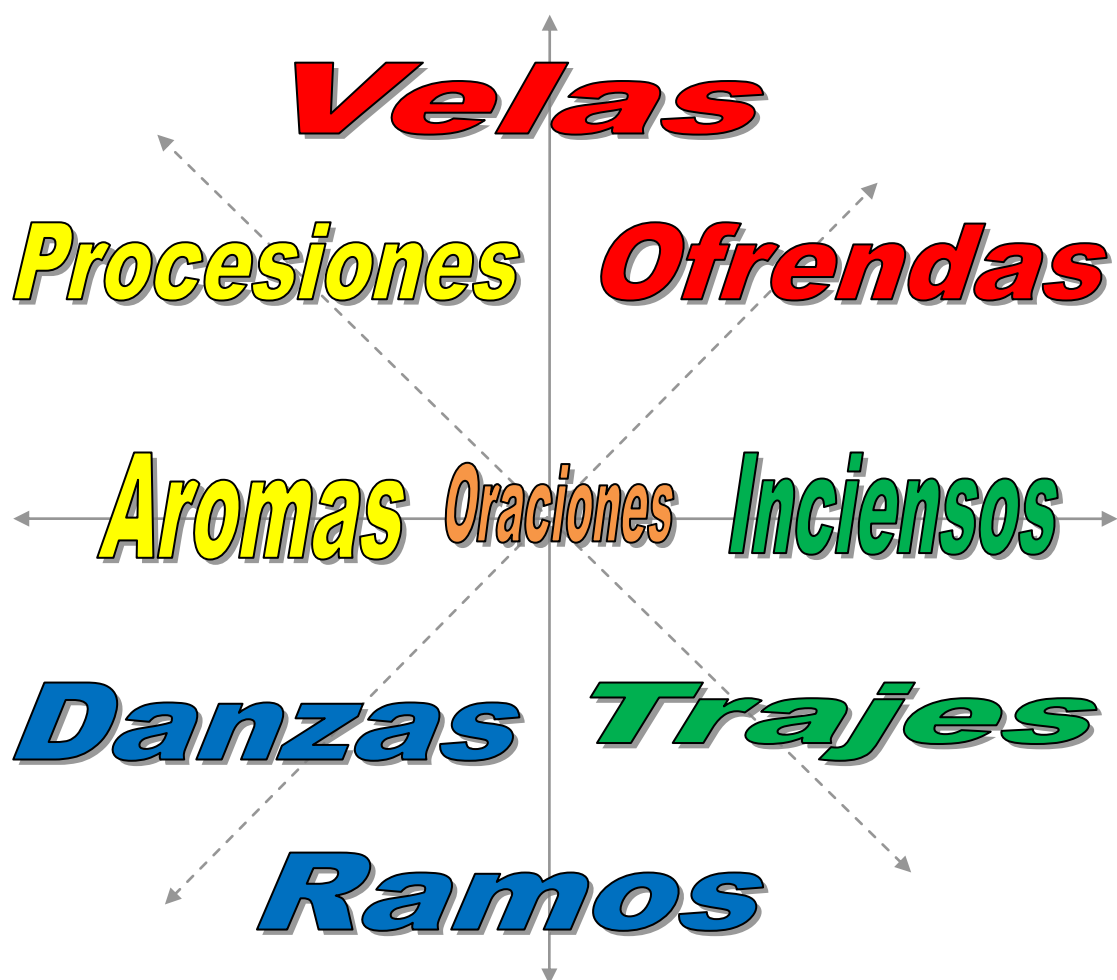 Velas
Procesiones
Ofrendas
Aromas
Oraciones
Inciensos
Danzas
Trajes
Ramos